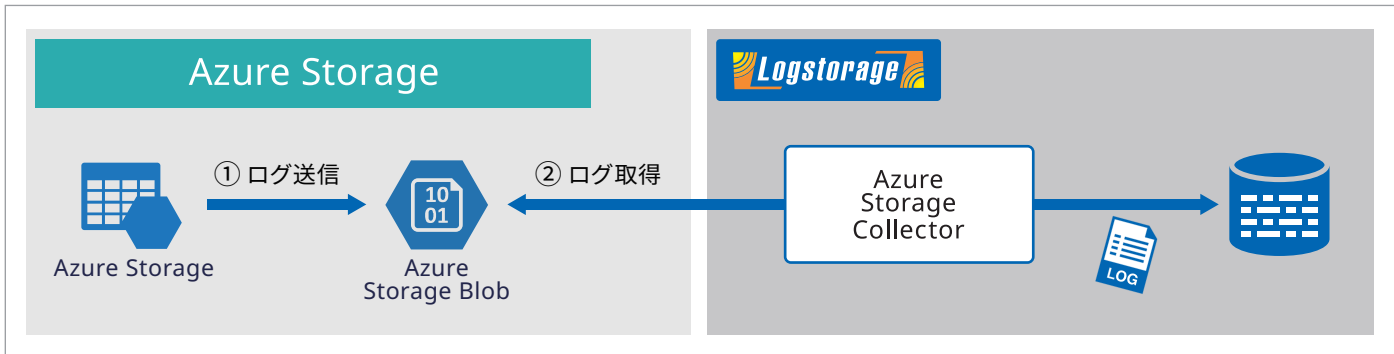 Azure Storage
Logstorage
① ログ送信
② ログ取得
10
01
Azure Storage
Azure
Storage Blob
Azure
Storage
Collector
LOG